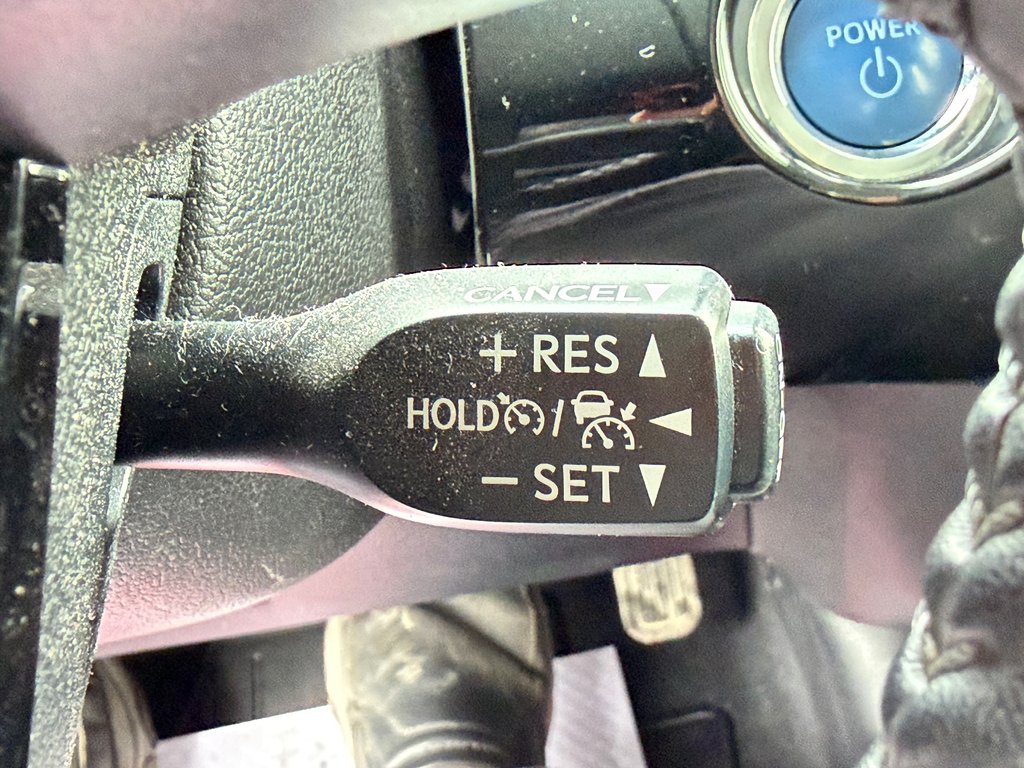 POWER
CANCEL
+ RES
HOLD /
− SET